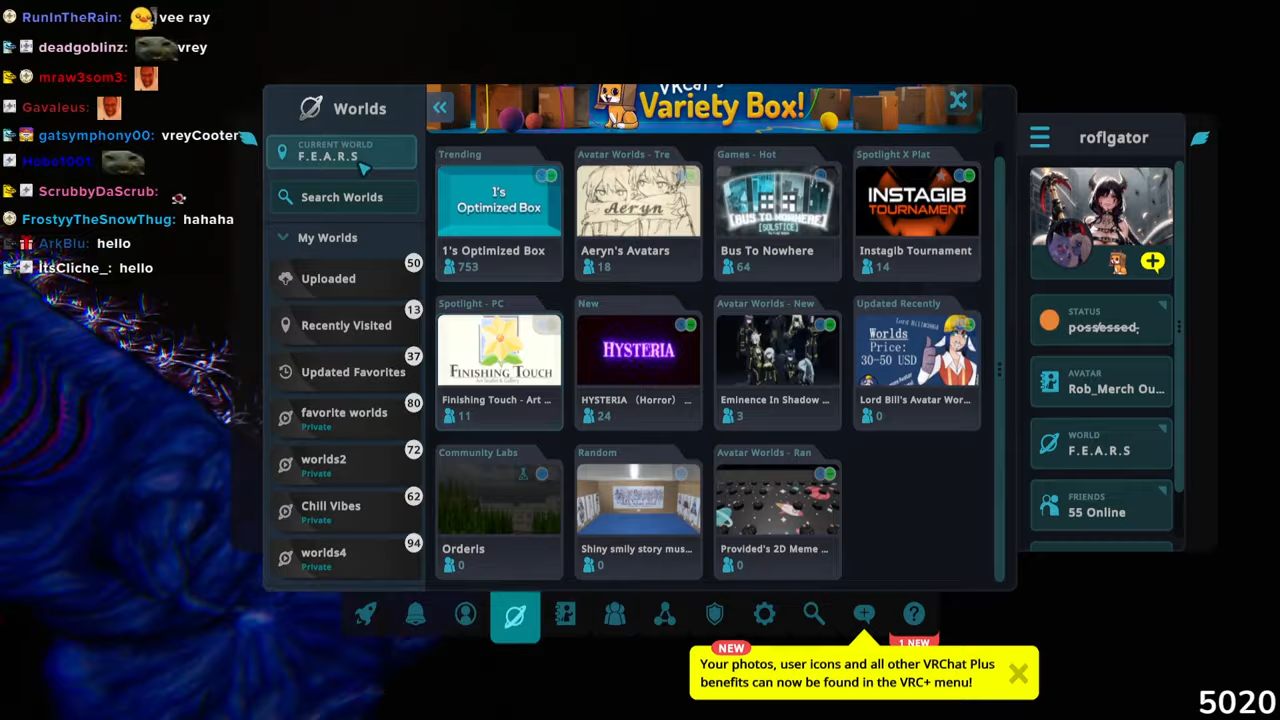 RunInTheRain: vee ray
deadgoblinz: vrey
mraw3som3:
Gavaleus:
gatsymphony00: vreyCooter
Hobo1001:
ScrubbyDaScrub:
FrostyyTheSnowThug: hahaha
ArkBlu: hello
ItsCliche_: hello
Worlds
CURRENT WORLD
F.E.A.R.S
Search Worlds
My Worlds
50
Uploaded
13
Recently Visited
37
Updated Favorites
80
favorite worlds
Private
72
worlds2
Private
62
Chill Vibes
Private
94
worlds4
Private
Variety Box!
Trending
1's
Optimized Box
1's Optimized Box
753
Avatar Worlds - Tre
Aeryn
Aeryn's Avatars
18
Games - Hot
[BUS TO NOWHERE]
[SOLSTICE]
Bus To Nowhere
64
Spotlight X Plat
INSTAGIB
TOURNAMENT
Instagib Tournament
14
Spotlight - PC
FINISHING TOUCH
Finishing Touch - Art ...
11
New
HYSTERIA
HYSTERIA (Horror) ...
24
Avatar Worlds - New
Eminence In Shadow ...
3
Updated Recently
Worlds
Price:
30-50 USD
Lord Bill's Avatar Wor...
0
Community Labs
Orderis
0
Random
Shiny smily story mus...
0
Avatar Worlds - Ran
Provided's 2D Meme ...
0
roflgator
STATUS
possessed.
AVATAR
Rob_Merch Ou...
WORLD
F.E.A.R.S
FRIENDS
55 Online
1 NEW
NEW
Your photos, user icons and all other VRChat Plus
benefits can now be found in the VRC+ menu!
5020